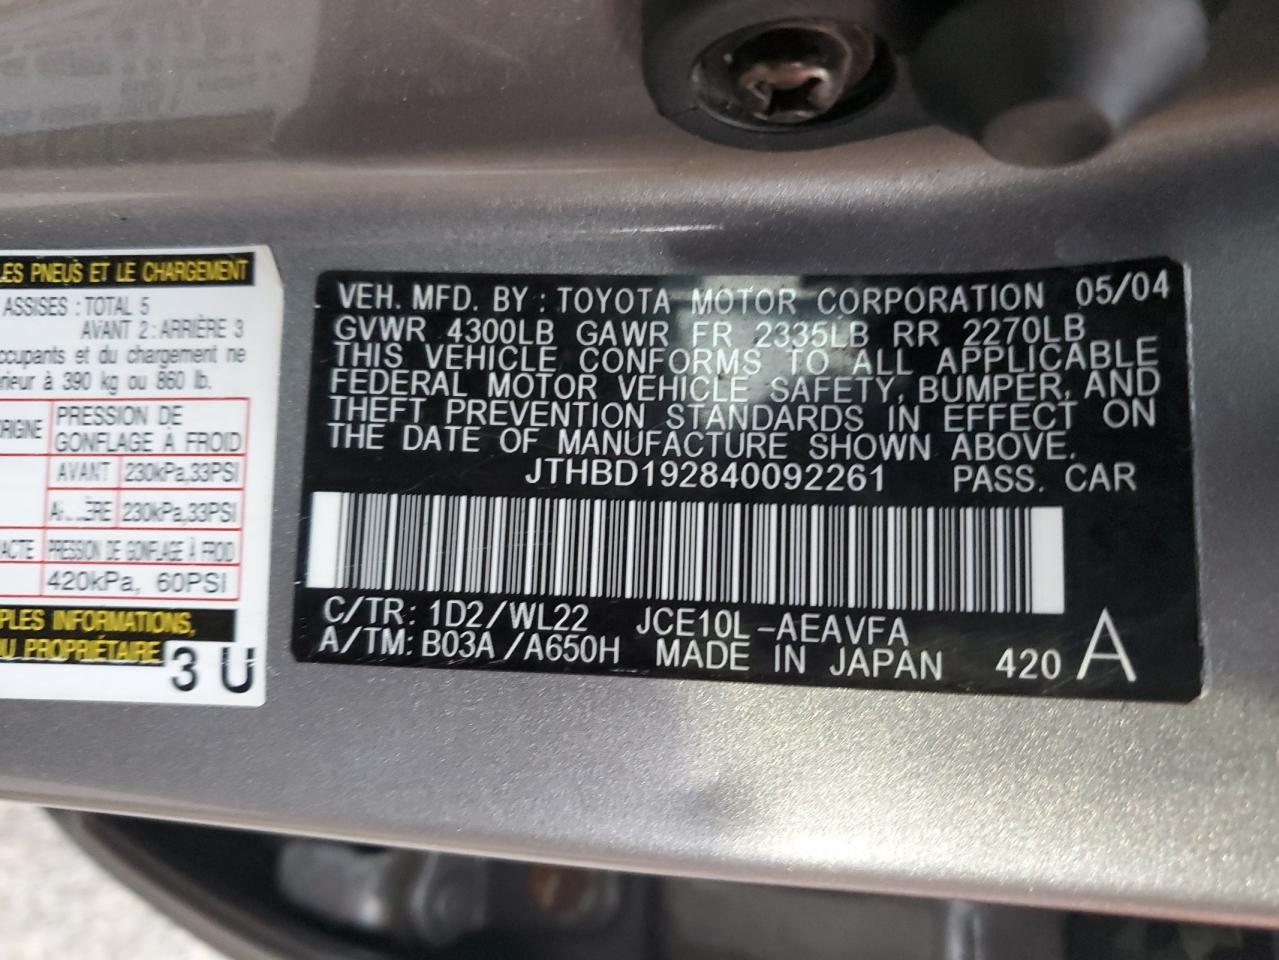 LES PNEUS ET LE CHARGEMENT
ASSISES : TOTAL 5
AVANT 2 : ARRIÈRE 3
du chargement ne
à 390 kg ou 860 lb.
PRESSION DE
GONFLAGE À FROID
AVANT 230kPa,33PSI
230kPa,33PSI
PRESSION DE GONFLAGE À FROID
420kPa, 60PSI
INFORMATIONS,
PROPRIÉTAIRE
3 U
VEH. MFD. BY : TOYOTA MOTOR CORPORATION 05/04
GVWR 4300LB GAWR FR 2335LB RR 2270LB
THIS VEHICLE CONFORMS TO ALL APPLICABLE
FEDERAL MOTOR VEHICLE SAFETY, BUMPER, AND
THEFT PREVENTION STANDARDS IN EFFECT ON
THE DATE OF MANUFACTURE SHOWN ABOVE.
JTHBD192840092261 PASS. CAR
C/TR: 1D2/WL22 JCE10L-AEAVFA
A/TM: B03A /A650H MADE IN JAPAN 420 A